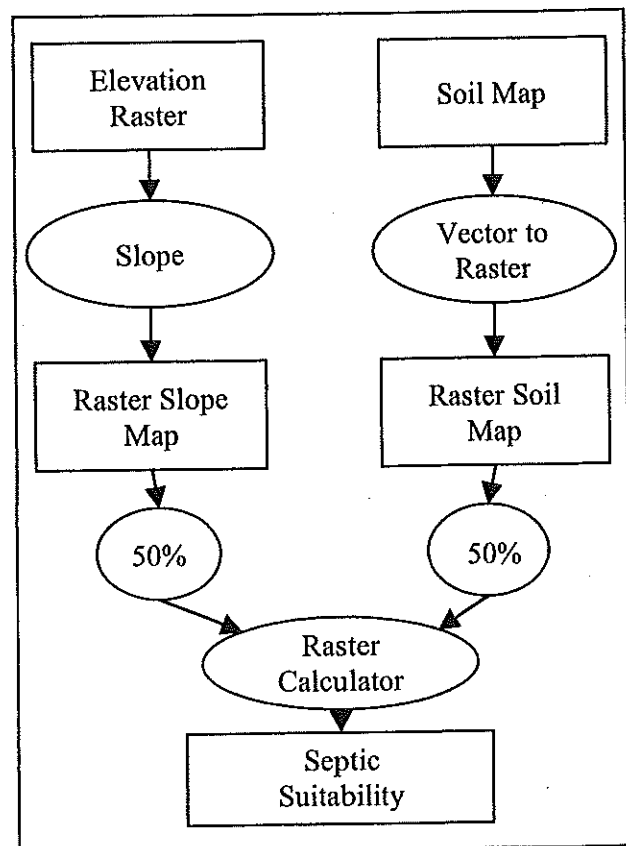 Elevation
Raster
Soil Map
Slope
Vector to
Raster
Raster Slope
Map
Raster Soil
Map
50%
50%
Raster
Calculator
Septic
Suitability